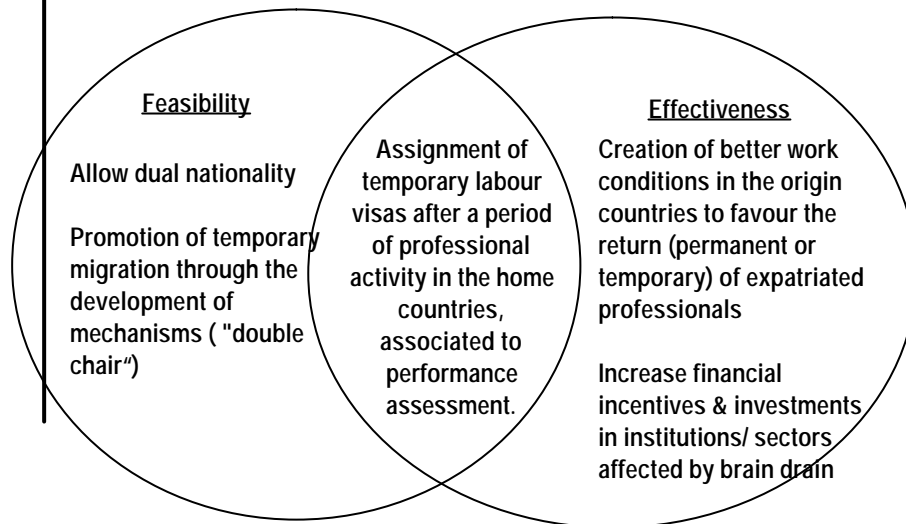 Feasibility
Allow dual nationality
Promotion of temporary
migration through the
development of
mechanisms ( "double
chair“)
Assignment of
temporary labour
visas after a period
of professional
activity in the home
countries,
associated to
performance
assessment.
Effectiveness
Creation of better work
conditions in the origin
countries to favour the
return (permanent or
temporary) of expatriated
professionals
Increase financial
incentives & investments
in institutions/ sectors
affected by brain drain